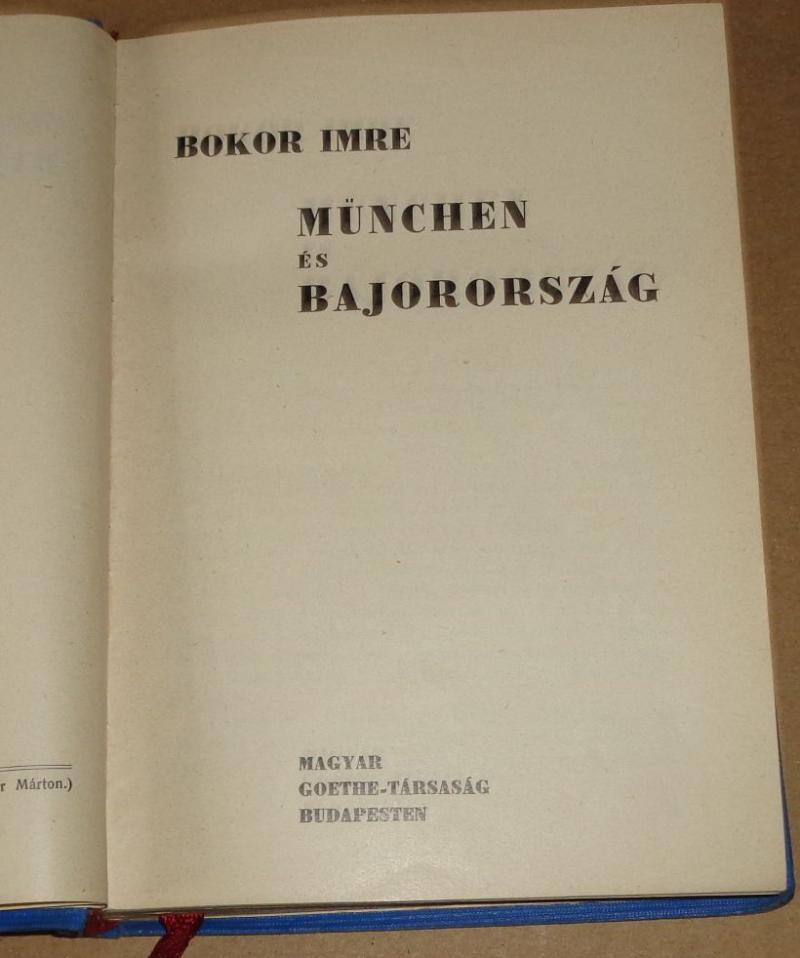 BOKOR IMRE
MÜNCHEN
ÉS
BAJORORSZÁG
MAGYAR
GOETHE-TÁRSASÁG
BUDAPESTEN
Márton.)